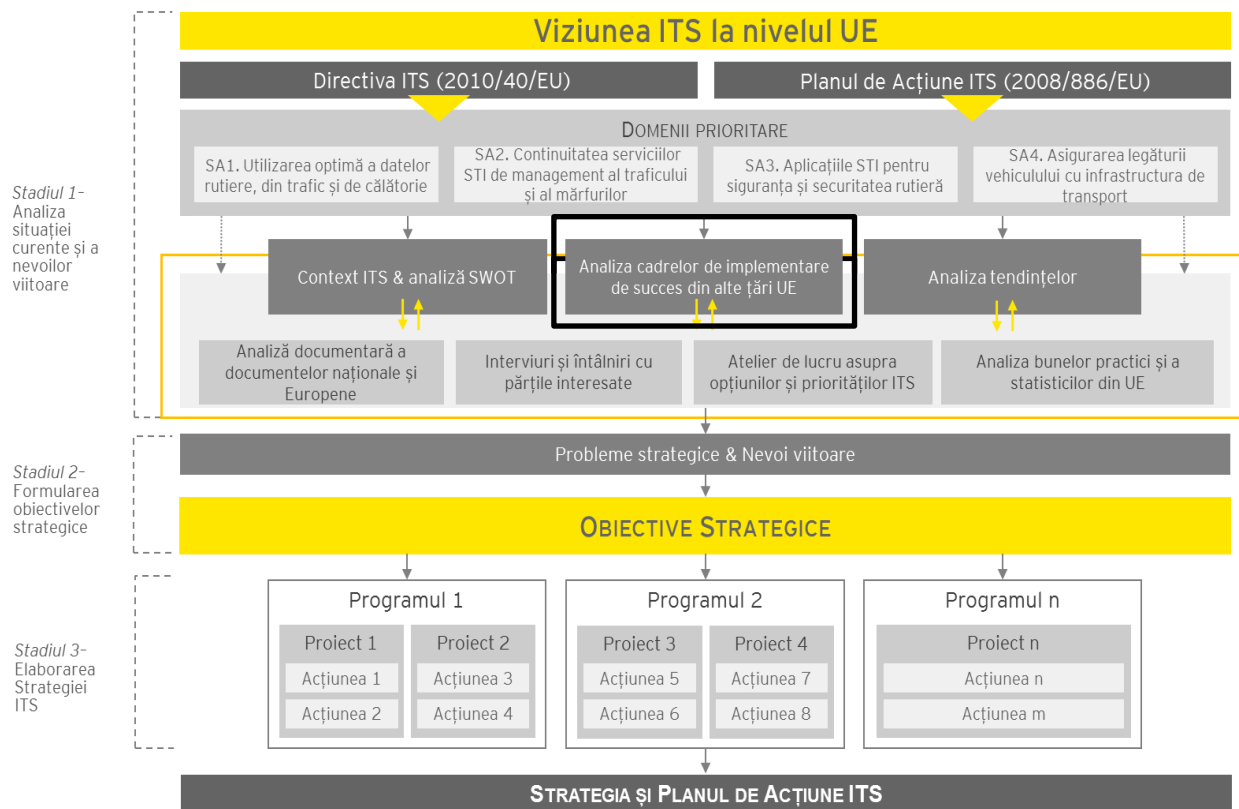 Viziunea ITS la nivelul UE
Directiva ITS (2010/40/EU)
Planul de Acțiune ITS (2008/886/EU)
DOMENII PRIORITARE
SA1. Utilizarea optimă a datelor
rutiere, din trafic și de călătorie
SA2. Continuitatea serviciilor
STI de management al traficului
și al mărfurilor
SA3. Aplicațiile STI pentru
siguranța și securitatea rutieră
SA4. Asigurarea legăturii
vehiculului cu infrastructura de
transport
Stadiul 1–
Analiza
situației
curente și a
nevoilor
viitoare
Context ITS & analiză SWOT
Analiza cadrelor de implementare
de succes din alte țări UE
Analiza tendințelor
Analiză documentară a
documentelor naționale și
Europene
Interviuri și întâlniri cu
părțile interesate
Atelier de lucru asupra
opțiunilor și priorităților ITS
Analiza bunelor practici și a
statisticilor din UE
Stadiul 2–
Formularea
obiectivelor
strategice
Probleme strategice & Nevoi viitoare
OBIECTIVE STRATEGICE
Stadiul 3–
Elaborarea
Strategiei
ITS
Programul 1
Proiect 1
Acțiunea 1
Acțiunea 2
Proiect 2
Acțiunea 3
Acțiunea 4
Programul 2
Proiect 3
Acțiunea 5
Acțiunea 6
Proiect 4
Acțiunea 7
Acțiunea 8
Programul n
Proiect n
Acțiunea n
Acțiunea m
STRATEGIA ȘI PLANUL DE ACȚIUNE ITS